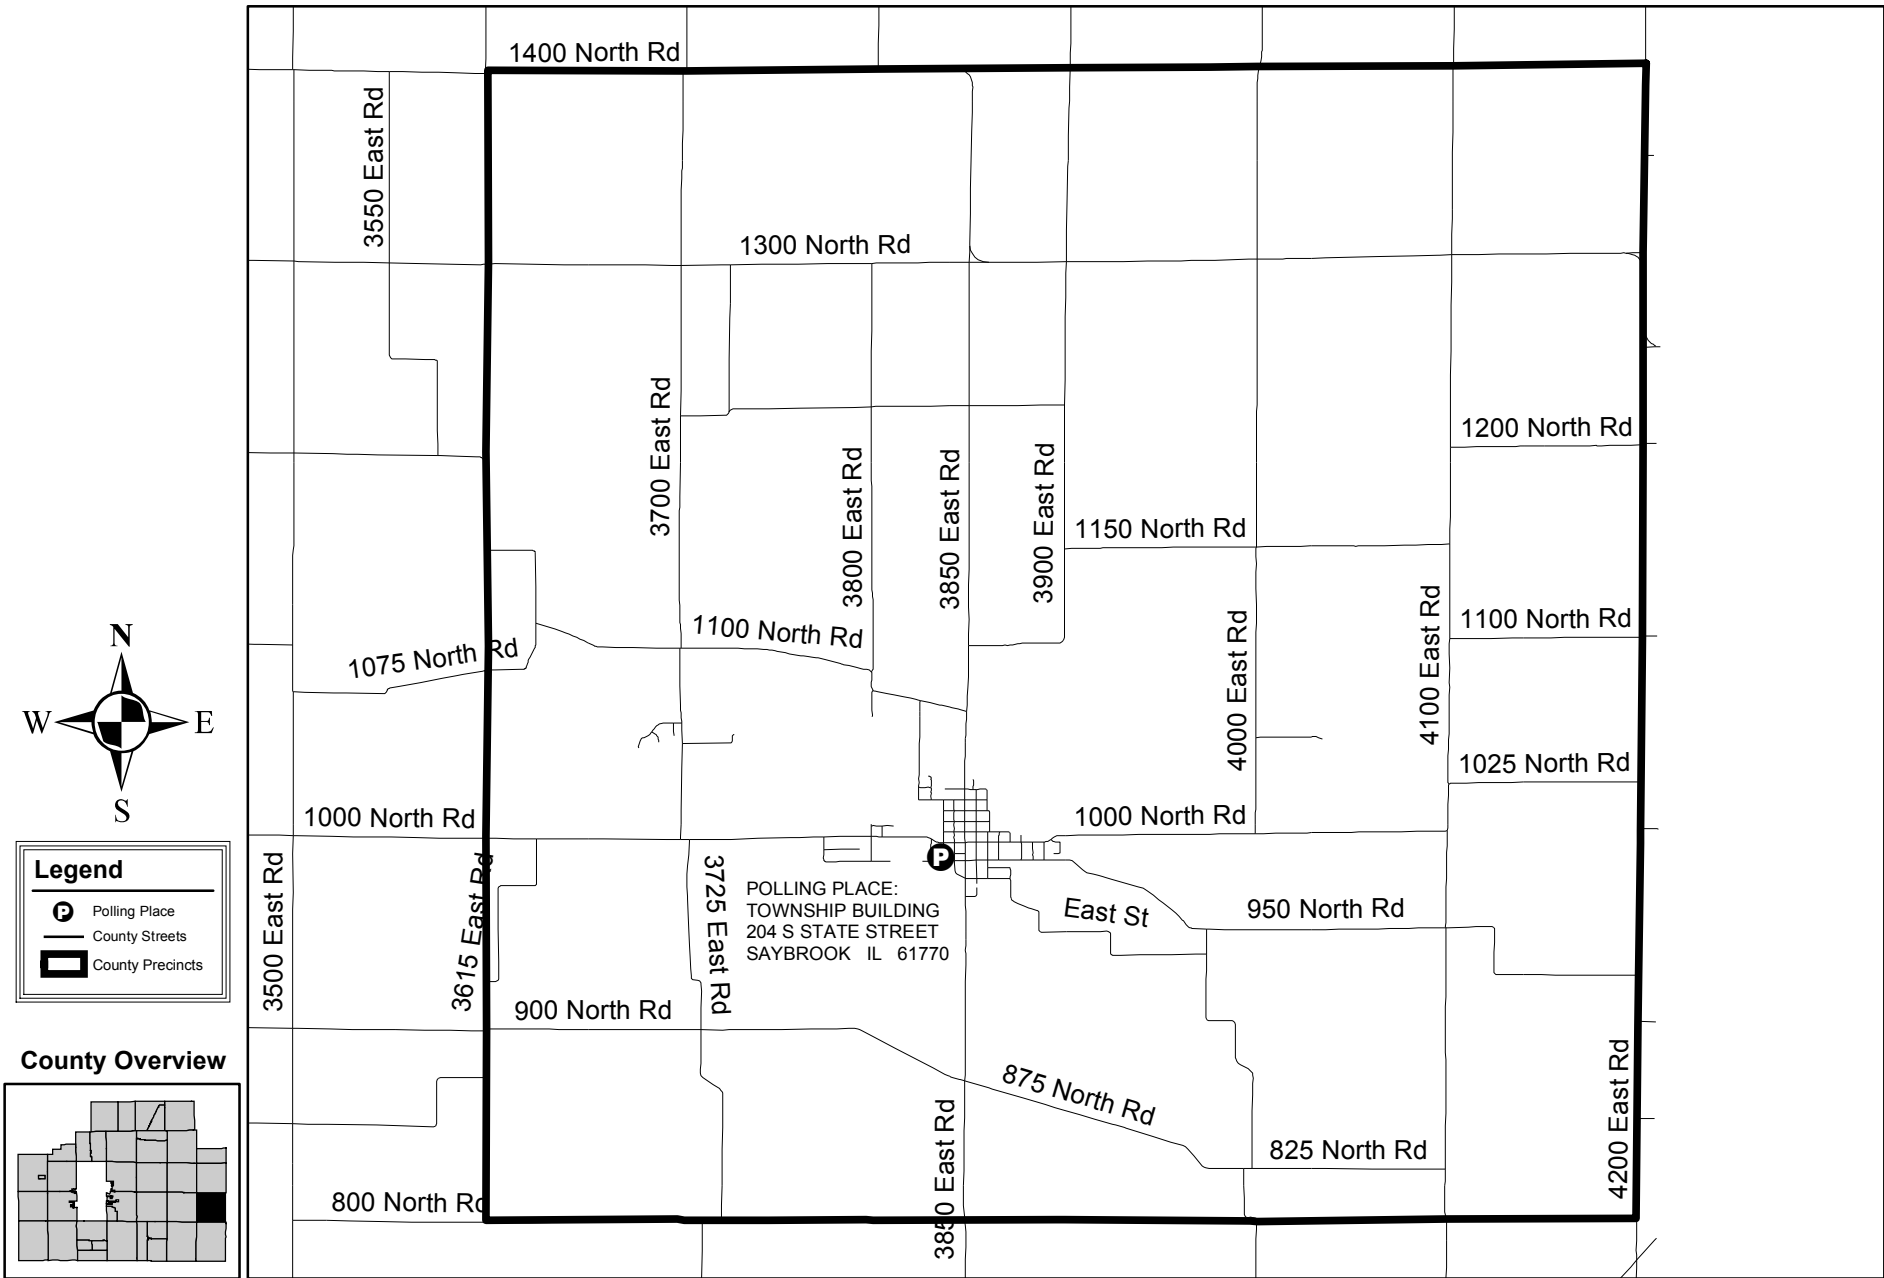 1400 North Rd
3550 East Rd
1300 North Rd
3700 East Rd
3800 East Rd
3850 East Rd
3900 East Rd
1200 North Rd
1150 North Rd
1100 North Rd
4000 East Rd
4100 East Rd
1100 North Rd
1075 North Rd
N
W
E
S
1025 North Rd
1000 North Rd
1000 North Rd
Legend
P
Polling Place
County Streets
County Precincts
3500 East Rd
3615 East Rd
3725 East Rd
P
POLLING PLACE:
TOWNSHIP BUILDING
204 S STATE STREET
SAYBROOK IL 61770
East St
950 North Rd
900 North Rd
875 North Rd
3850 East Rd
825 North Rd
4200 East Rd
800 North Rd
County Overview